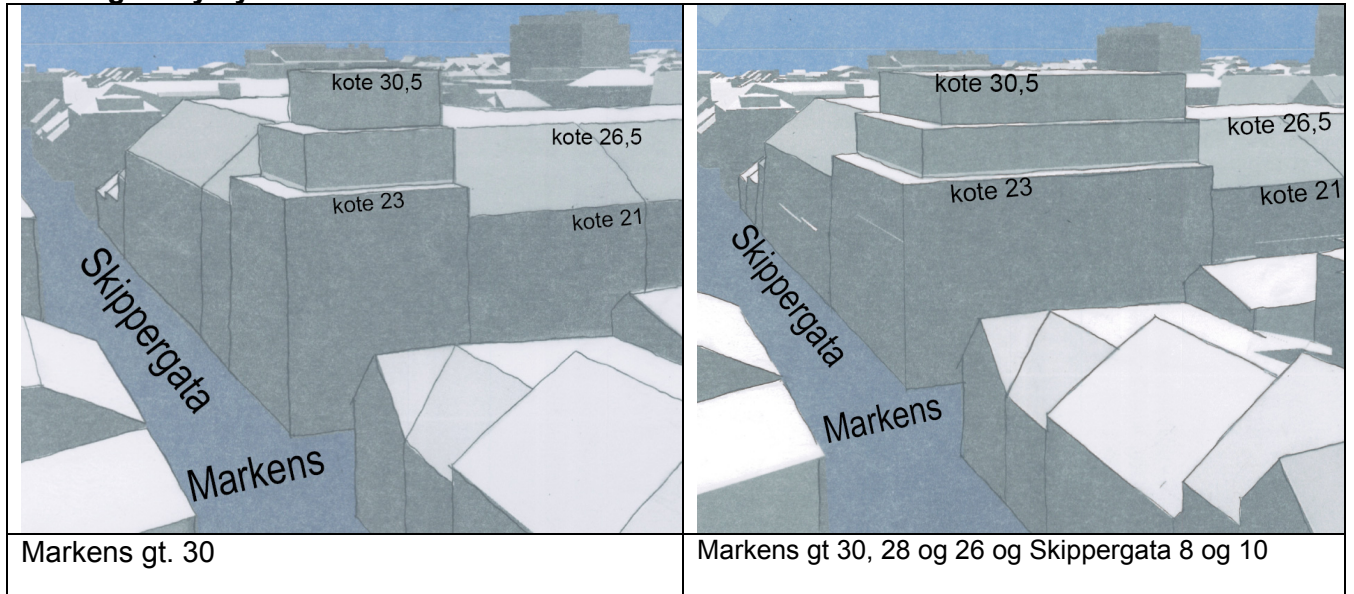 kote 30,5
kote 26,5
kote 23
kote 21
Skippergata
Markens
Markens gt. 30
kote 30,5
kote 26,5
kote 23
kote 21
Skippergata
Markens
Markens gt 30, 28 og 26 og Skippergata 8 og 10